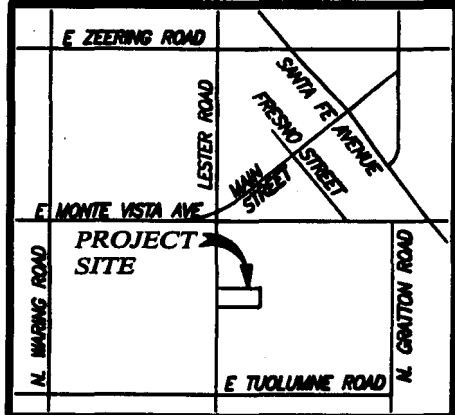 E ZEERING ROAD
SANTA FE AVENUE
FRESNO STREET
LESTER ROAD
MAIN
STREET
E MONTE VISTA AVE
PROJECT
SITE
N. WARING ROAD
N. GRATTON ROAD
E TUOLUMNE ROAD